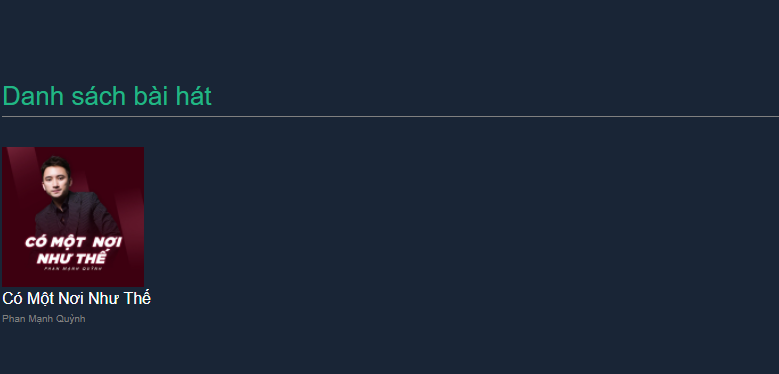 Danh sách bài hát
CÓ MỘT NƠI
NHƯ THẾ
PHAN MẠNH QUỲNH
Có Một Nơi Như Thế
Phan Mạnh Quỳnh